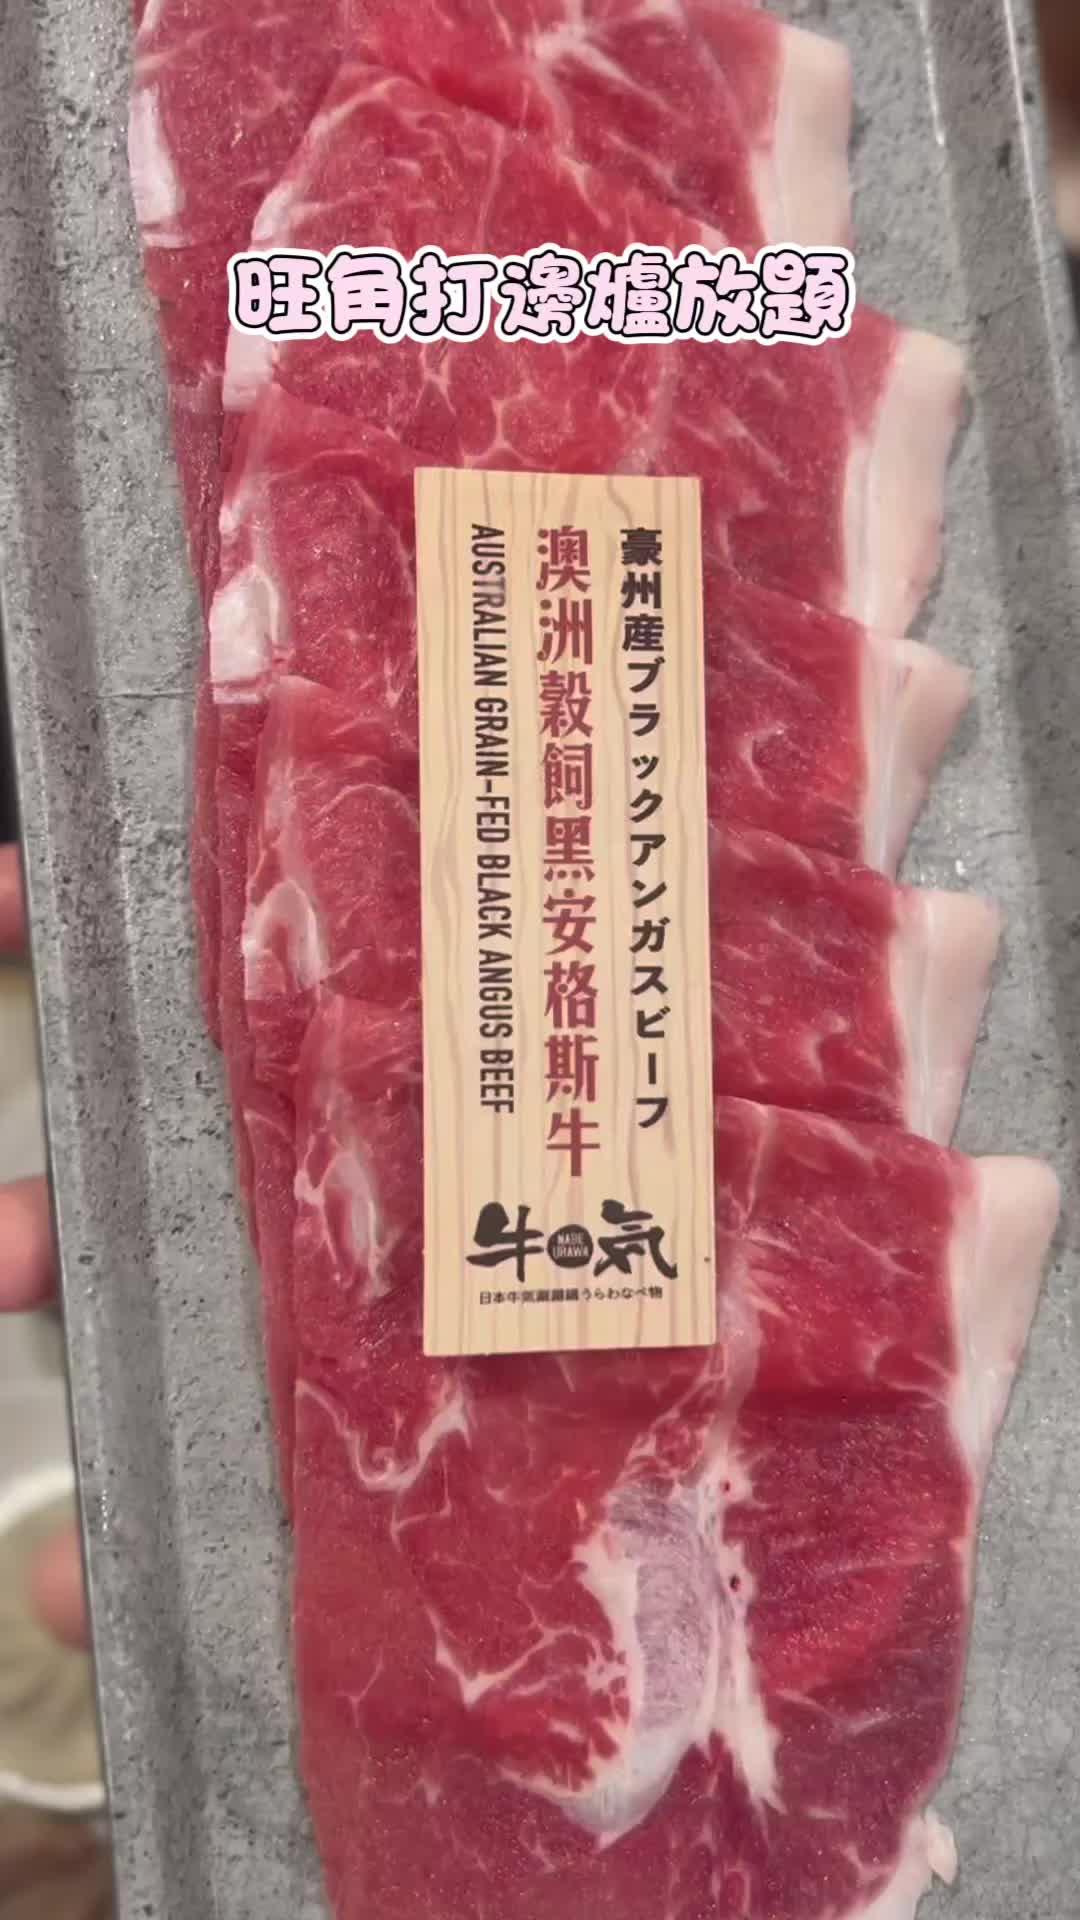 旺角打邊爐放題
豪州産ブラックアンガスビーフ
澳洲穀飼黑安格斯牛
AUSTRALIAN GRAIN-FED BLACK ANGUS BEEF
牛気
NABE URAWA
日本牛気涮涮鍋うらわなべ物